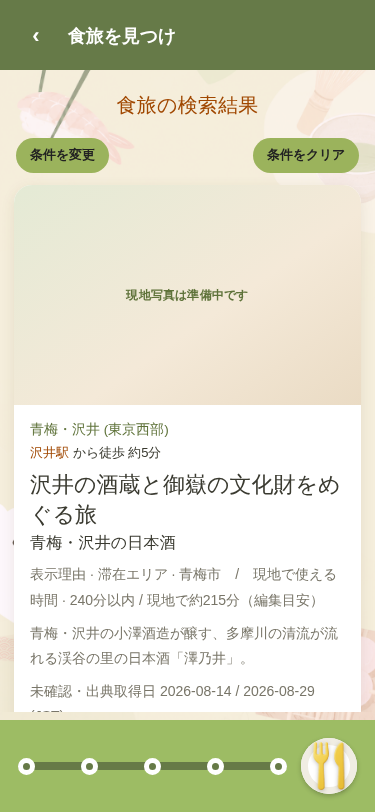 ‹ 食旅を見つけ
食旅の検索結果
条件を変更
条件をクリア
現地写真は準備中です
青梅・沢井 (東京西部)
沢井駅 から徒歩 約5分
沢井の酒蔵と御嶽の文化財をめ
ぐる旅
青梅・沢井の日本酒
表示理由 · 滞在エリア · 青梅市 / 現地で使える
時間 · 240分以内 / 現地で約215分（編集目安）
青梅・沢井の小澤酒造が醸す、多摩川の清流が流
れる渓谷の里の日本酒「澤乃井」。
未確認・出典取得日 2026-08-14 / 2026-08-29